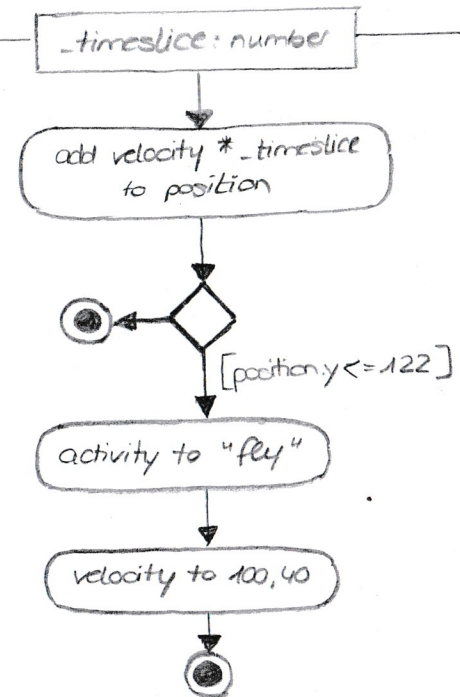 _timeslice: number
add velocity * _timeslice
to position
[position.y <= 122]
activity to "fly"
velocity to 100,40